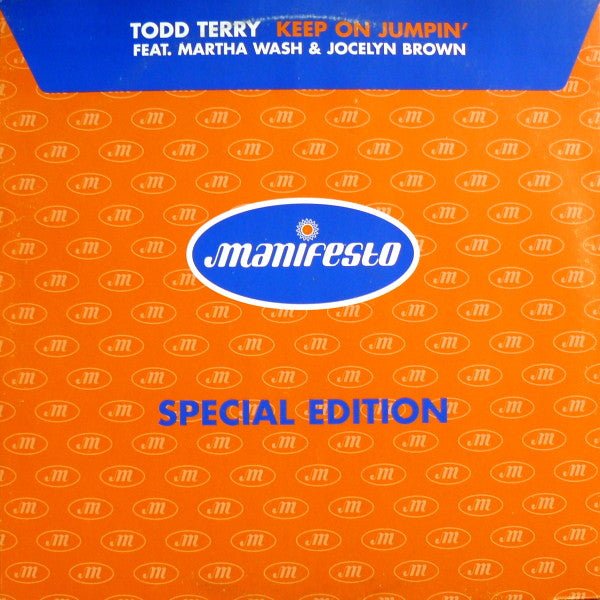 TODD TERRY KEEP ON JUMPIN'
FEAT. MARTHA WASH & JOCELYN BROWN
manifesto
SPECIAL EDITION